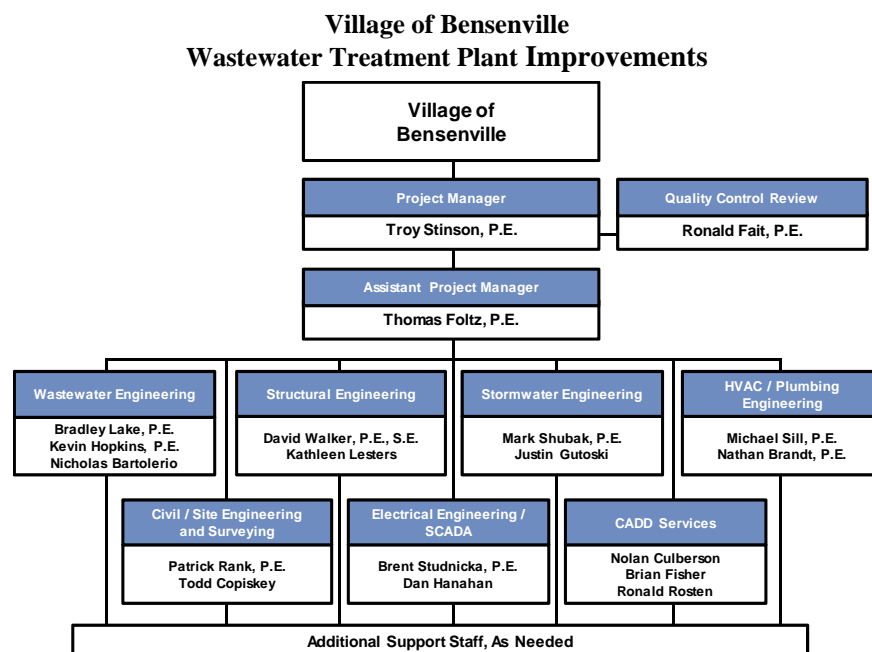 Village of Bensenville
Wastewater Treatment Plant Improvements
Village of
Bensenville
Project Manager
Troy Stinson, P.E.
Quality Control Review
Ronald Fait, P.E.
Assistant Project Manager
Thomas Foltz, P.E.
Wastewater Engineering
Bradley Lake, P.E.
Kevin Hopkins, P.E.
Nicholas Bartolerio
Structural Engineering
David Walker, P.E., S.E.
Kathleen Lesters
Stormwater Engineering
Mark Shubak, P.E.
Justin Gutoski
HVAC / Plumbing
Engineering
Michael Sill, P.E.
Nathan Brandt, P.E.
Civil / Site Engineering
and Surveying
Patrick Rank, P.E.
Todd Copiskey
Electrical Engineering /
SCADA
Brent Studnicka, P.E.
Dan Hanahan
CADD Services
Nolan Culberson
Brian Fisher
Ronald Rosten
Additional Support Staff, As Needed